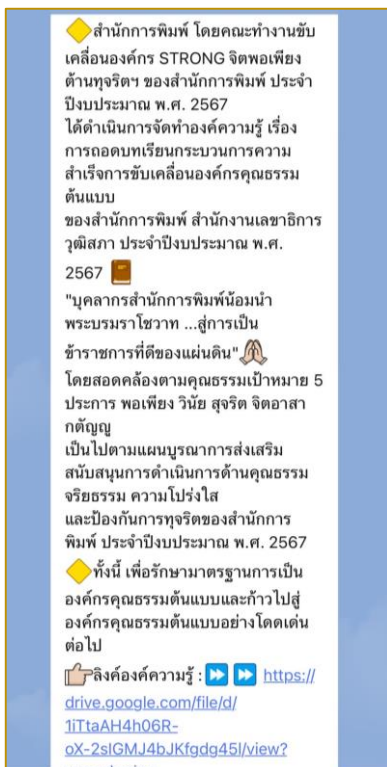 🔶สำนักการพิมพ์ โดยคณะทำงานขับ
เคลื่อนองค์กร STRONG จิตพอเพียง
ต้านทุจริตฯ ของสำนักการพิมพ์ ประจำ
ปีงบประมาณ พ.ศ. 2567
ได้ดำเนินการจัดทำองค์ความรู้ เรื่อง
การถอดบทเรียนกระบวนการความ
สำเร็จการขับเคลื่อนองค์กรคุณธรรม
ต้นแบบ
ของสำนักการพิมพ์ สำนักงานเลขาธิการ
วุฒิสภา ประจำปีงบประมาณ พ.ศ.
2567 📔
"บุคลากรสำนักการพิมพ์น้อมนำ
พระบรมราโชวาท ...สู่การเป็น
ข้าราชการที่ดีของแผ่นดิน"🙏
โดยสอดคล้องตามคุณธรรมเป้าหมาย 5
ประการ พอเพียง วินัย สุจริต จิตอาสา
กตัญญู
เป็นไปตามแผนบูรณาการส่งเสริม
สนับสนุนการดำเนินการด้านคุณธรรม
จริยธรรม ความโปร่งใส
และป้องกันการทุจริตของสำนักการ
พิมพ์ ประจำปีงบประมาณ พ.ศ. 2567
🔶ทั้งนี้ เพื่อรักษามาตรฐานการเป็น
องค์กรคุณธรรมต้นแบบและก้าวไปสู่
องค์กรคุณธรรมต้นแบบอย่างโดดเด่น
ต่อไป
👉ลิงค์องค์ความรู้ : ⏩ ⏩ https://
drive.google.com/file/d/
1iTtaAH4h06R-
oX-2slGMJ4bJKfgdg45l/view?